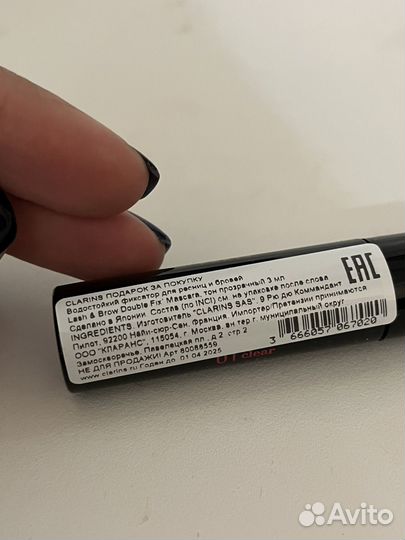 CLARINS ПОДАРОК ЗА ПОКУПКУ
Водостойкий фиксатор для ресниц и бровей
Lash & Brow Double Fix' Mascara, тон прозрачный 3 мл
Сделано в Японии. Состав (по INCI) см. на упаковке после слова
INGREDIENTS. Изготовитель "CLARINS SAS". 9 Рю дю Коммандант
Пилот, 92200 Найи-сюр-Сен, Франция. Импортер/Претензии принимаются
ООО "КЛАРАНС", 115054, г. Москва, вн.тер.г. муниципальный округ
Замоскворечье, Павелецкая пл., д 2, стр 2
НЕ ДЛЯ ПРОДАЖИ! Арт 80088559
www.clarins.ru Годен до 01 04 2025
EAC
3 666057 067020
01 clear
Avito